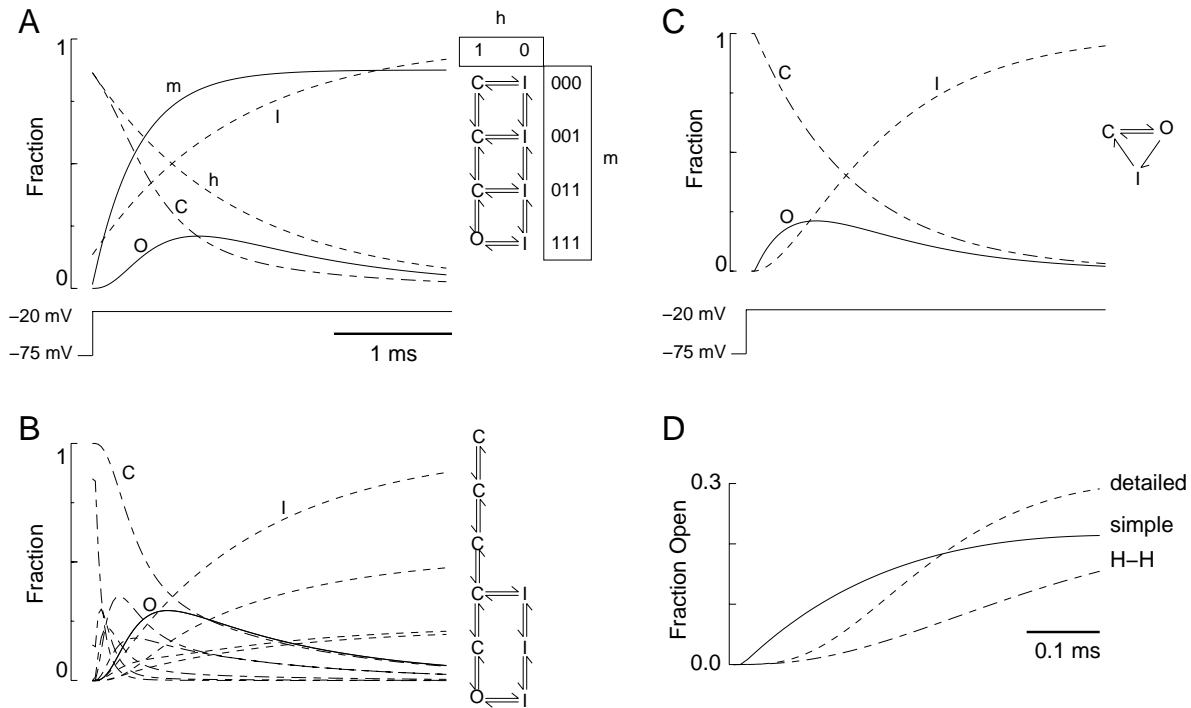 A
1
Fraction
0
m
I
h
C
O
−20 mV
−75 mV
1 ms
h
1 0
C I 000
C I 001
C I 011
O I 111
m
B
1
Fraction
0
C
I
O
C
C
C
C I
C I
O I
C
1
Fraction
0
C
I
O
−20 mV
−75 mV
C O
I
D
0.3
Fraction Open
0.0
detailed
simple
H−H
0.1 ms